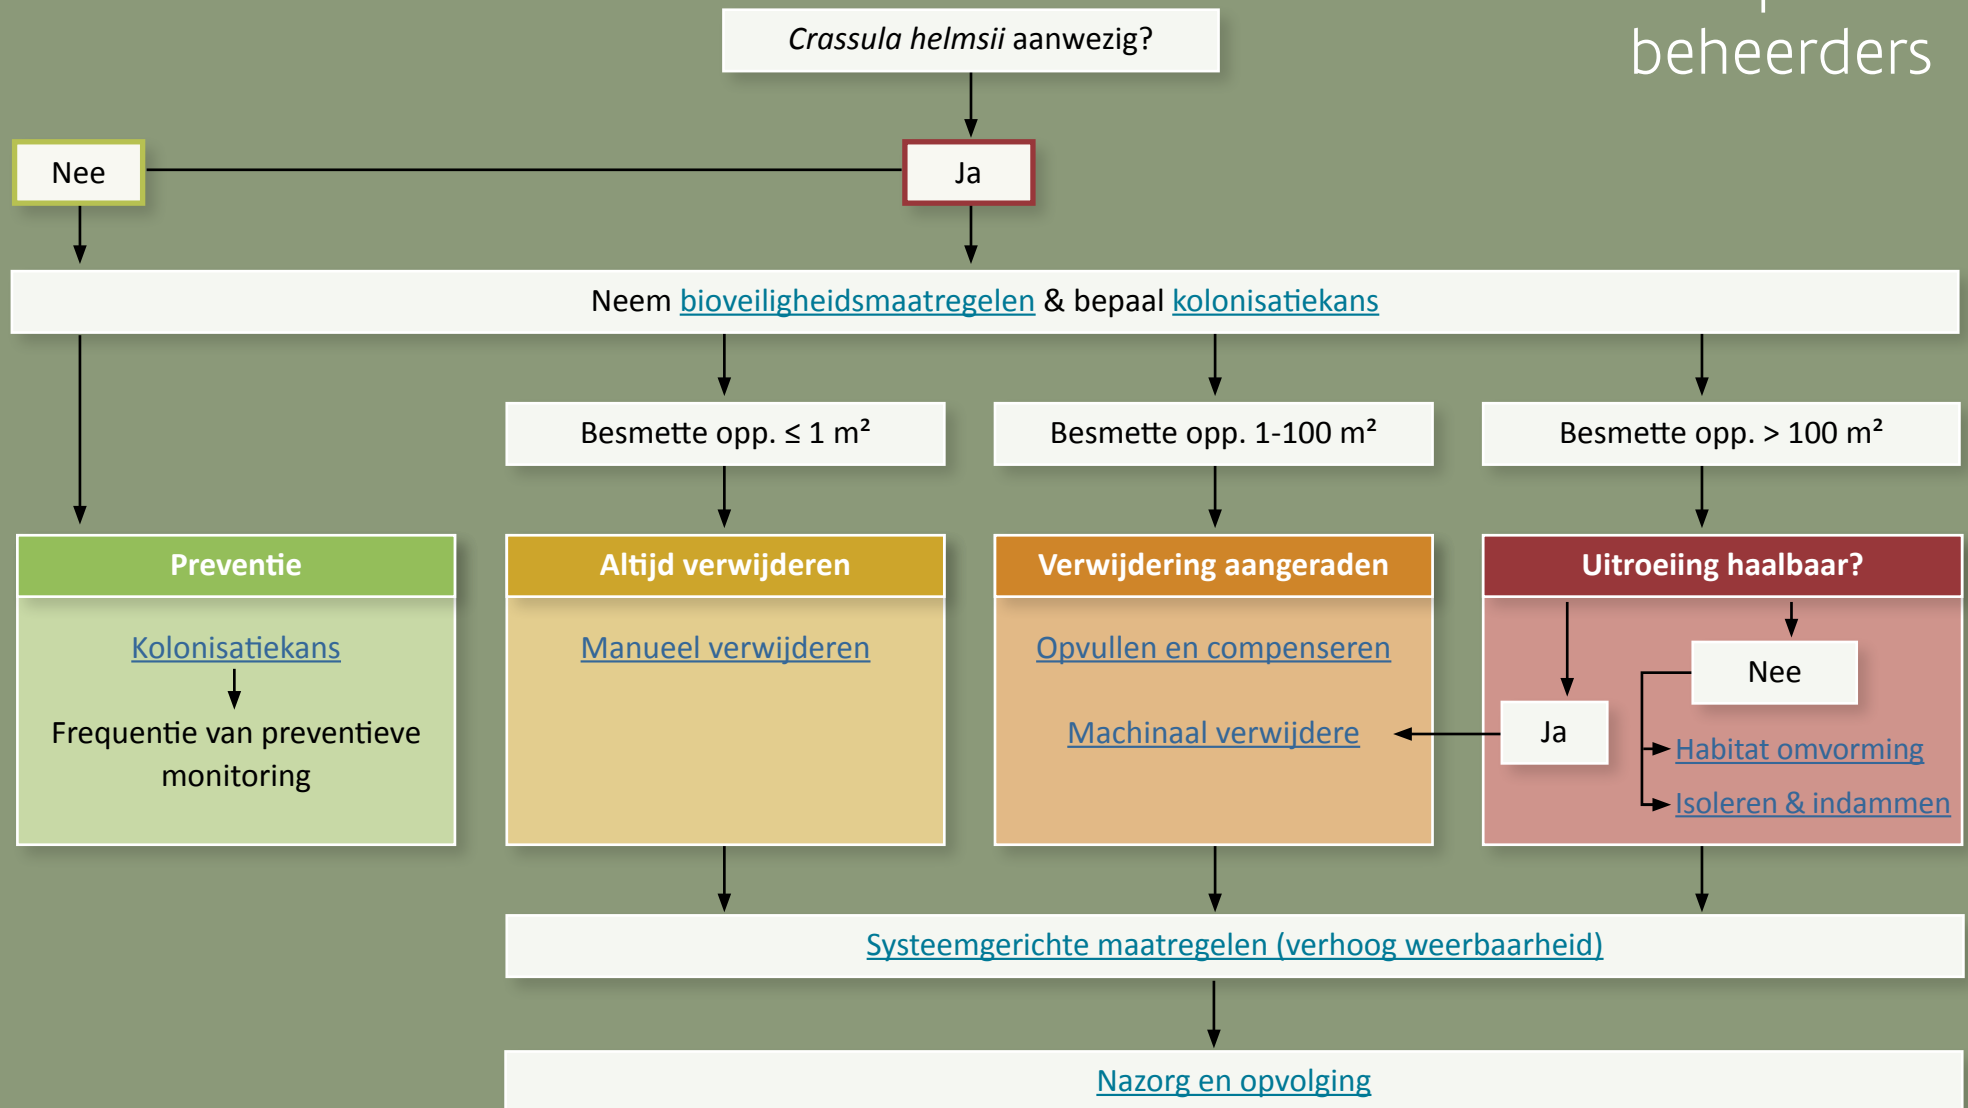 beheerders
Crassula helmsii aanwezig?
Nee
Ja
Neem bioveiligheidsmaatregelen & bepaal kolonisatiekans
Besmette opp. ≤ 1 m²
Besmette opp. 1-100 m²
Besmette opp. > 100 m²
Preventie
Kolonisatiekans
Frequentie van preventieve
monitoring
Altijd verwijderen
Manueel verwijderen
Verwijdering aangeraden
Opvullen en compenseren
Machinaal verwijdere
Uitroeiing haalbaar?
Nee
Ja
Habitat omvorming
Isoleren & indammen
Systeemgerichte maatregelen (verhoog weerbaarheid)
Nazorg en opvolging